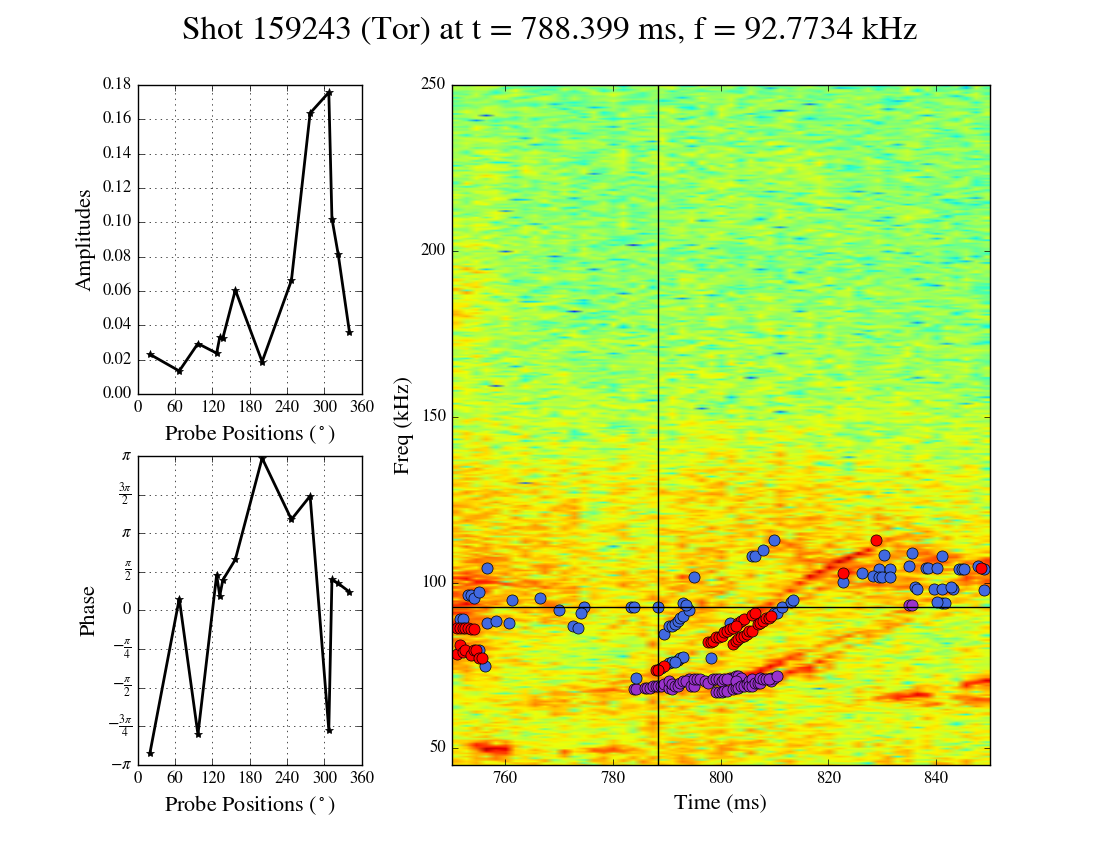 Shot 159243 (Tor) at t = 788.399 ms, f = 92.7734 kHz
Amplitudes
0.18
0.16
0.14
0.12
0.10
0.08
0.06
0.04
0.02
0.00
0 60 120 180 240 300 360
Probe Positions (°)
Phase
π
3π/2
π
π/2
0
−π/4
−π/2
−3π/4
−π
0 60 120 180 240 300 360
Probe Positions (°)
Freq (kHz)
250
200
150
100
50
760 780 800 820 840
Time (ms)